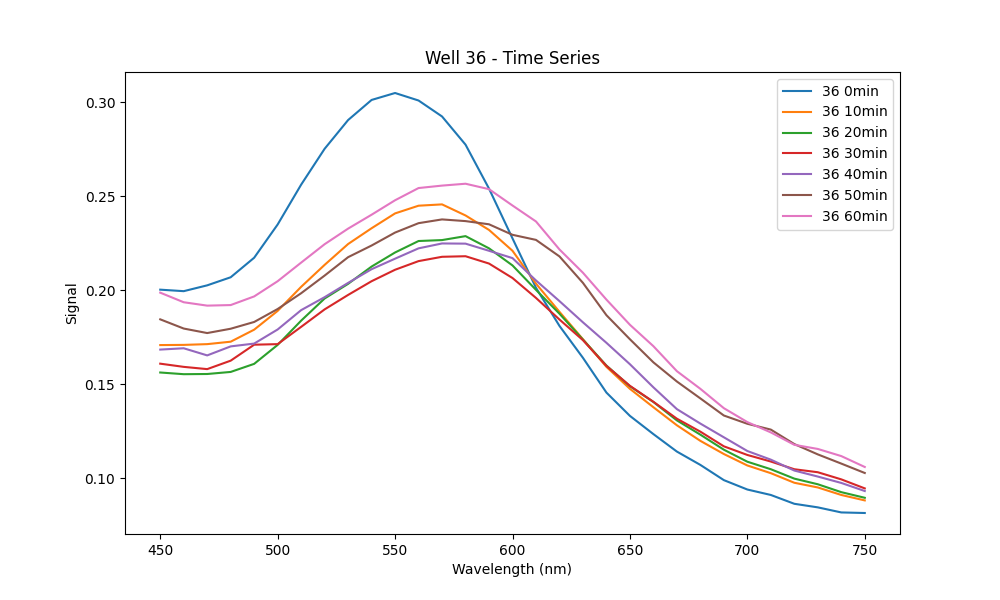 Well 36 - Time Series
36 0min
36 10min
36 20min
36 30min
36 40min
36 50min
36 60min
Signal
0.30
0.25
0.20
0.15
0.10
450 500 550 600 650 700 750
Wavelength (nm)